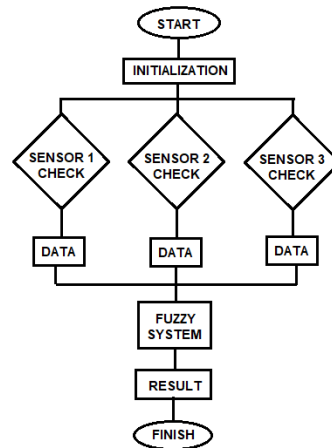 START
INITIALIZATION
SENSOR 1
CHECK
SENSOR 2
CHECK
SENSOR 3
CHECK
DATA
DATA
DATA
FUZZY
SYSTEM
RESULT
FINISH